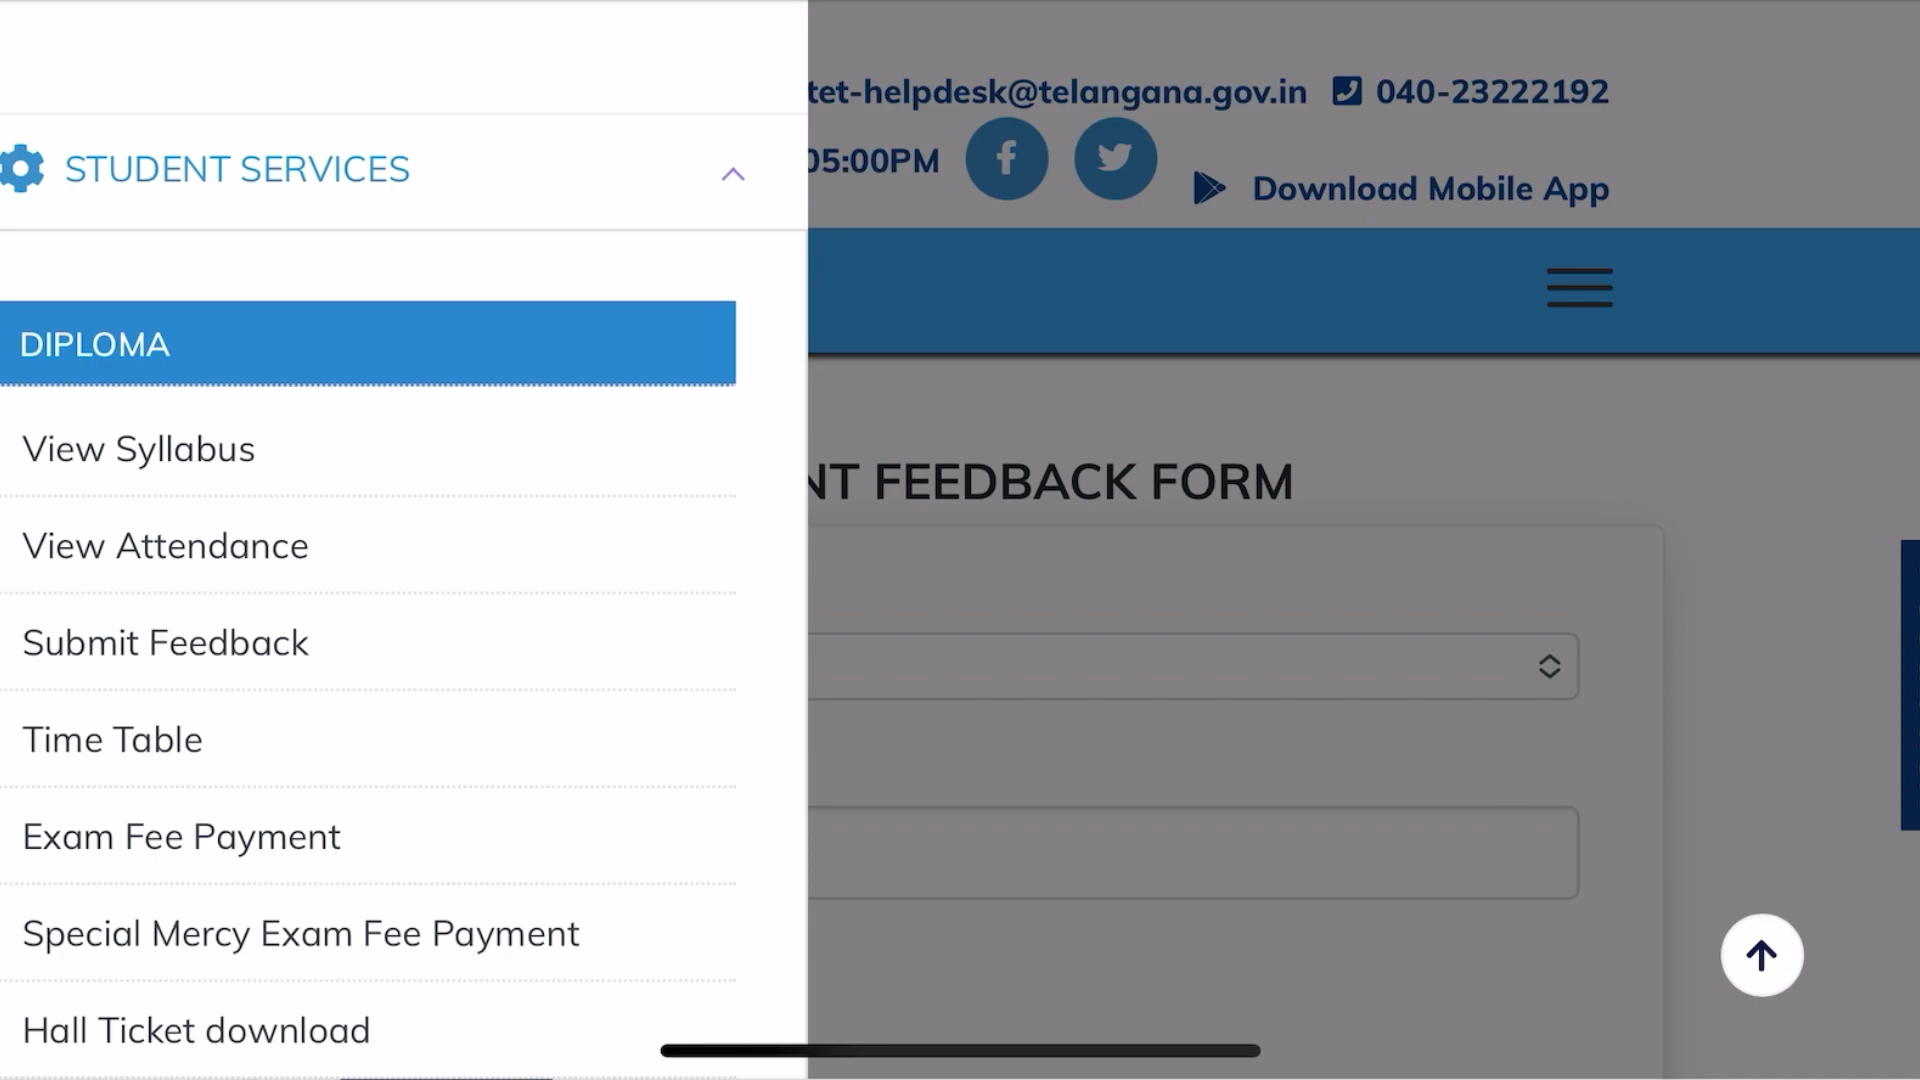 tet-helpdesk@telangana.gov.in 040-23222192
STUDENT SERVICES
05:00PM
Download Mobile App
DIPLOMA
View Syllabus
View Attendance
Submit Feedback
Time Table
Exam Fee Payment
Special Mercy Exam Fee Payment
Hall Ticket download
NT FEEDBACK FORM